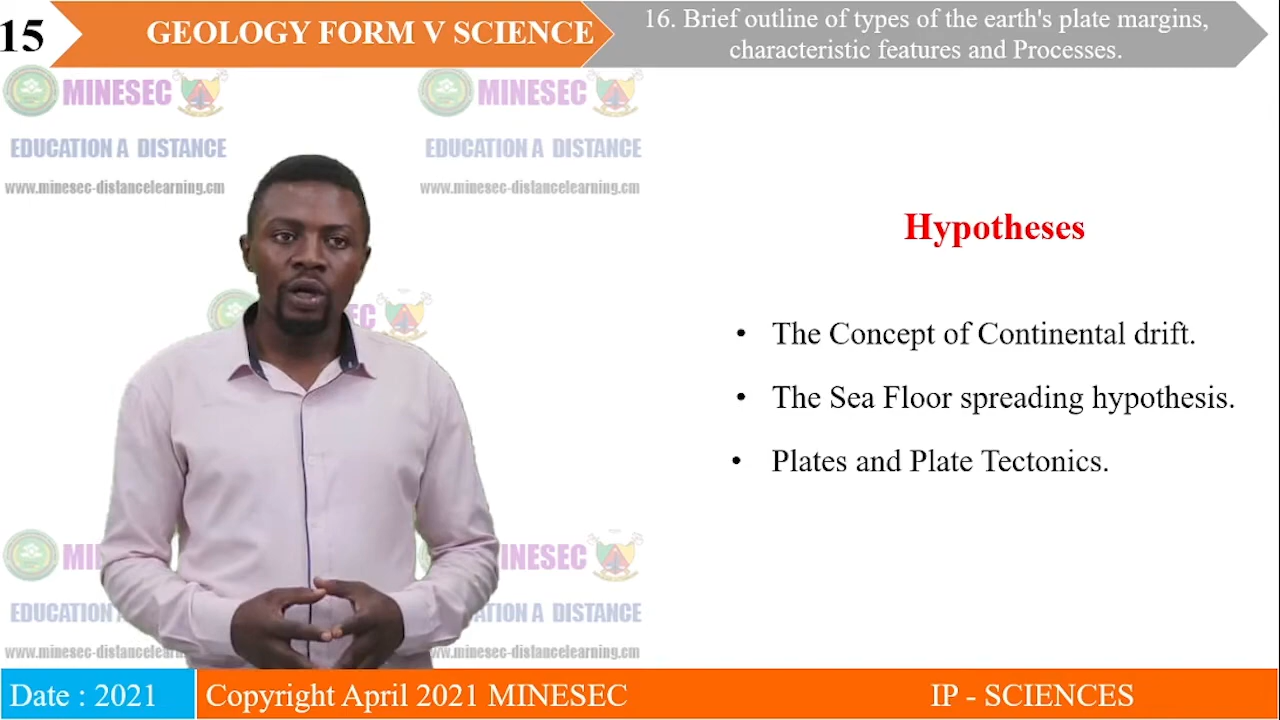 15
GEOLOGY FORM V SCIENCE
16. Brief outline of types of the earth's plate margins,
characteristic features and Processes.
MINESEC
MINESEC
EDUCATION A DISTANCE
EDUCATION A DISTANCE
www.minesec-distancelearning.cm
www.minesec-distancelearning.cm
Hypotheses
• The Concept of Continental drift.
• The Sea Floor spreading hypothesis.
• Plates and Plate Tectonics.
Date : 2021
Copyright April 2021 MINESEC
IP - SCIENCES